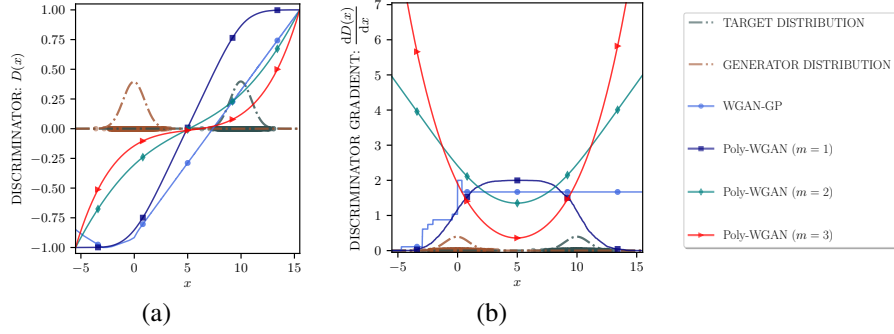 1.00
0.75
0.50
0.25
0.00
−0.25
−0.50
−0.75
−1.00
DISCRIMINATOR: D(x)
−5 0 5 10 15
x
(a)
7
6
5
4
3
2
1
0
DISCRIMINATOR GRADIENT: dD(x)/dx
−5 0 5 10 15
x
(b)
TARGET DISTRIBUTION
GENERATOR DISTRIBUTION
WGAN-GP
Poly-WGAN (m = 1)
Poly-WGAN (m = 2)
Poly-WGAN (m = 3)